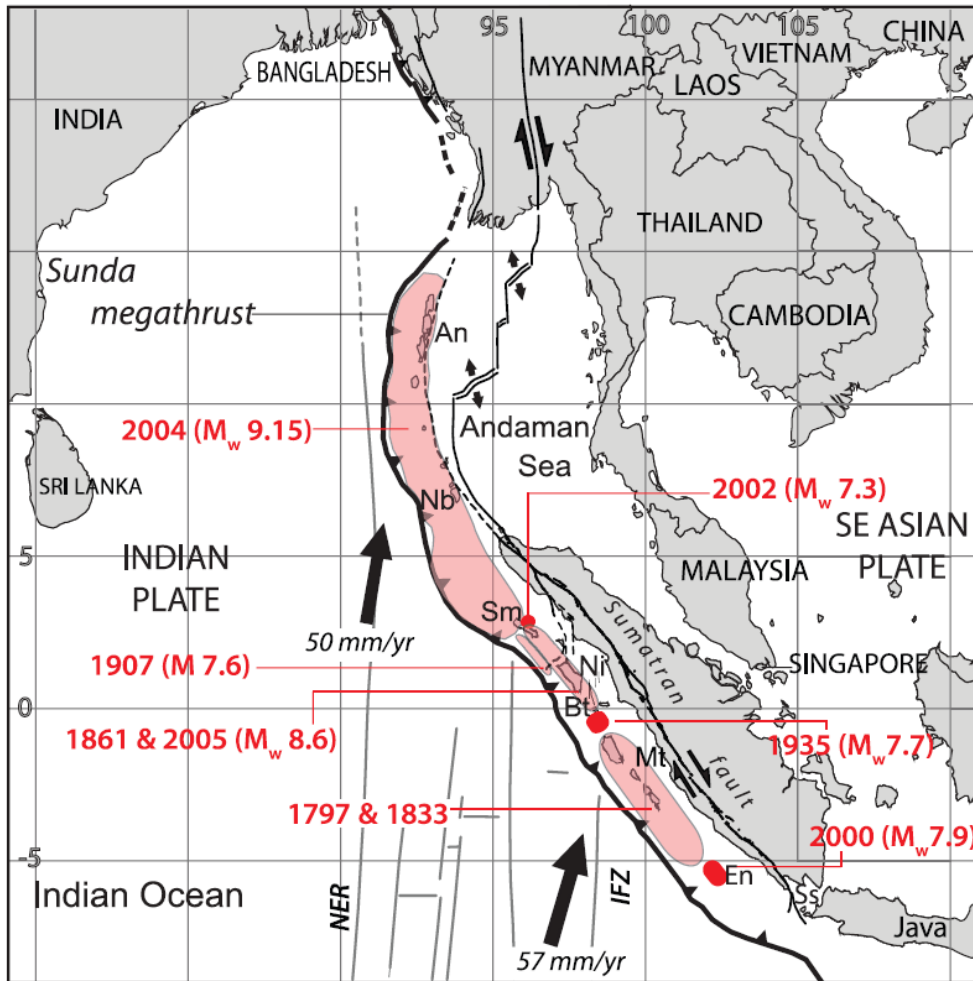 95
100
105
CHINA
BANGLADESH
MYANMAR
VIETNAM
LAOS
INDIA
THAILAND
Sunda
megathrust
CAMBODIA
An
2004 (Mw 9.15)
Andaman
Sea
SRI LANKA
Nb
2002 (Mw 7.3)
SE ASIAN
PLATE
5
INDIAN
PLATE
MALAYSIA
Sm
50 mm/yr
Sumatran
1907 (M 7.6)
Ni
SINGAPORE
0
Bt
1861 & 2005 (Mw 8.6)
1935 (Mw 7.7)
Mt
fault
1797 & 1833
2000 (Mw 7.9)
-5
En
Indian Ocean
NER
IFZ
Ss
Java
57 mm/yr